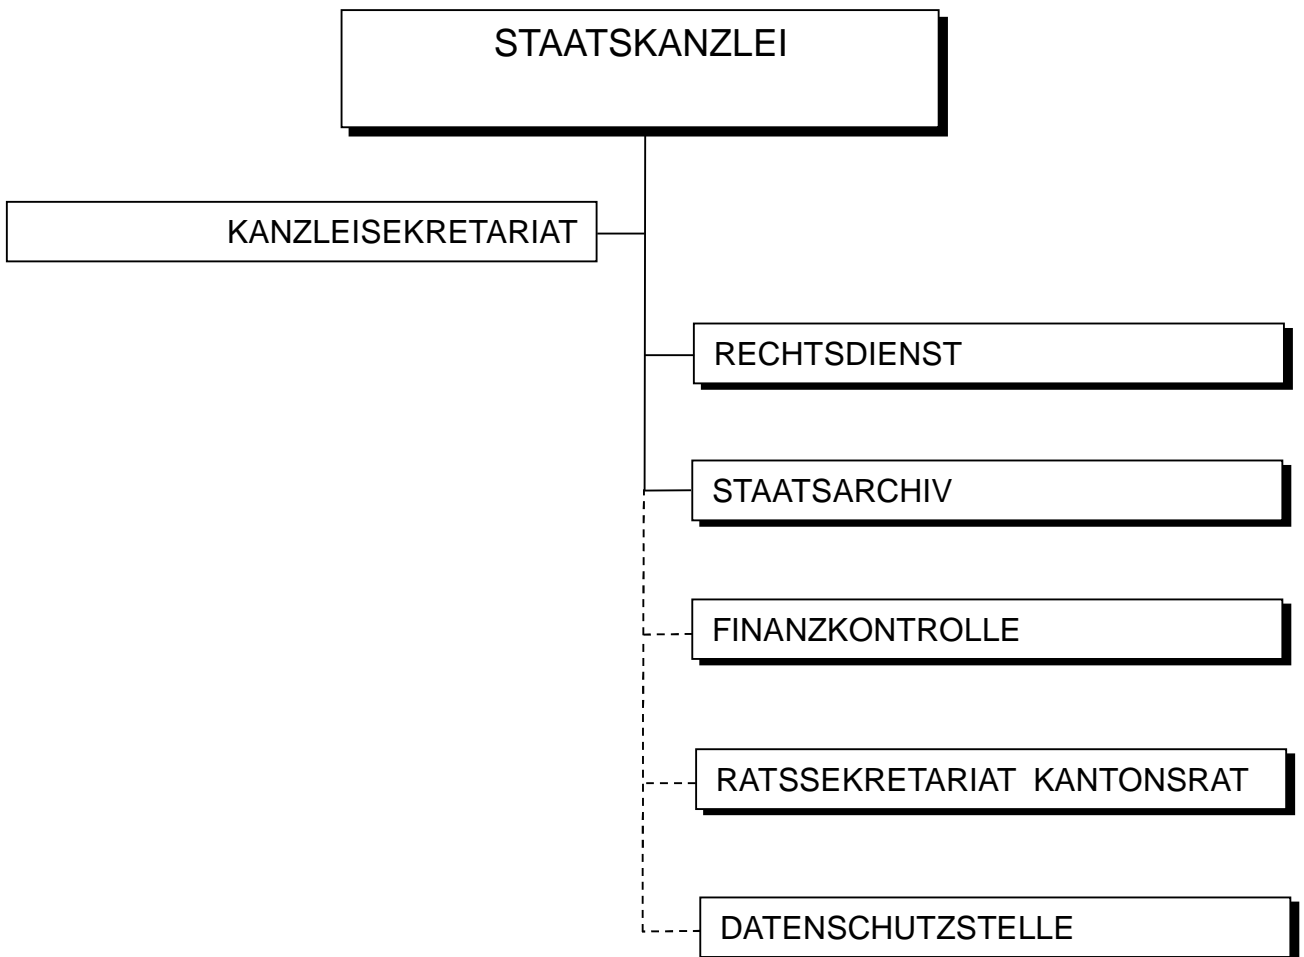 STAATSKANZLEI
KANZLEISEKRETARIAT
RECHTSDIENST
STAATSARCHIV
FINANZKONTROLLE
RATSSEKRETARIAT KANTONSRAT
DATENSCHUTZSTELLE